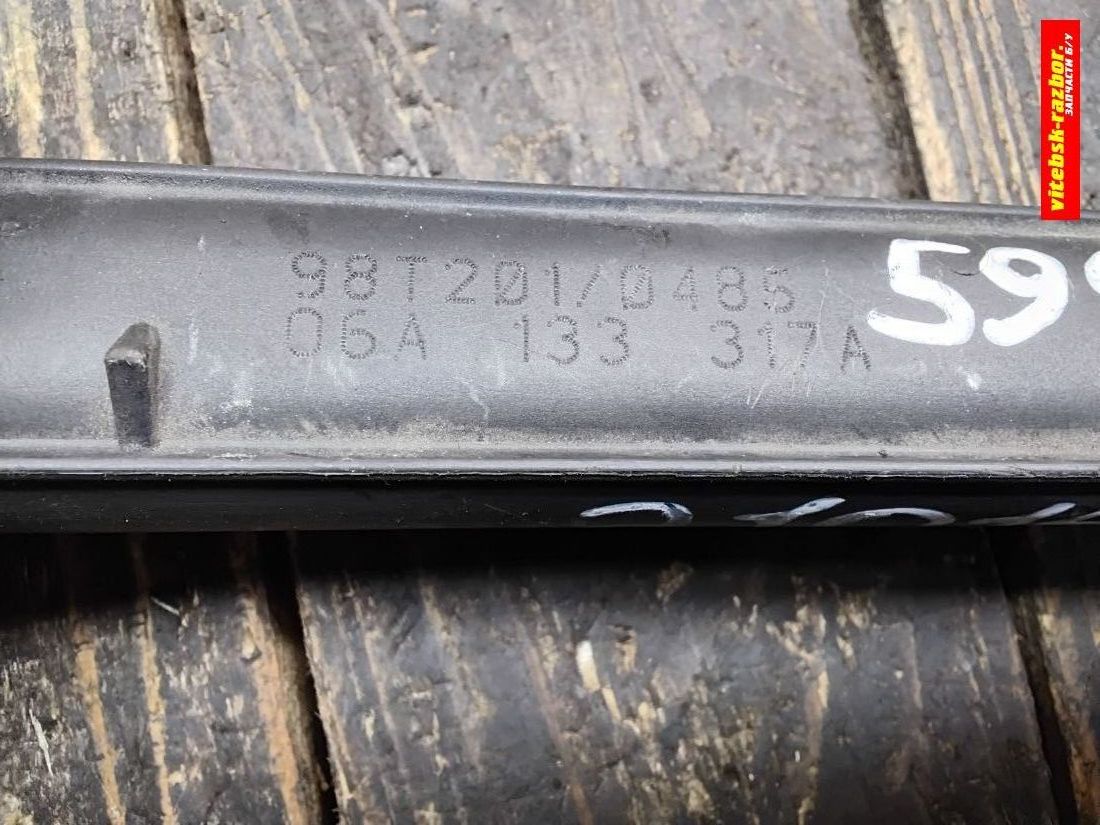 vitebsk-razbor.
ЗАПЧАСТИ Б/У
98T201/0485
06A 133 317A
59